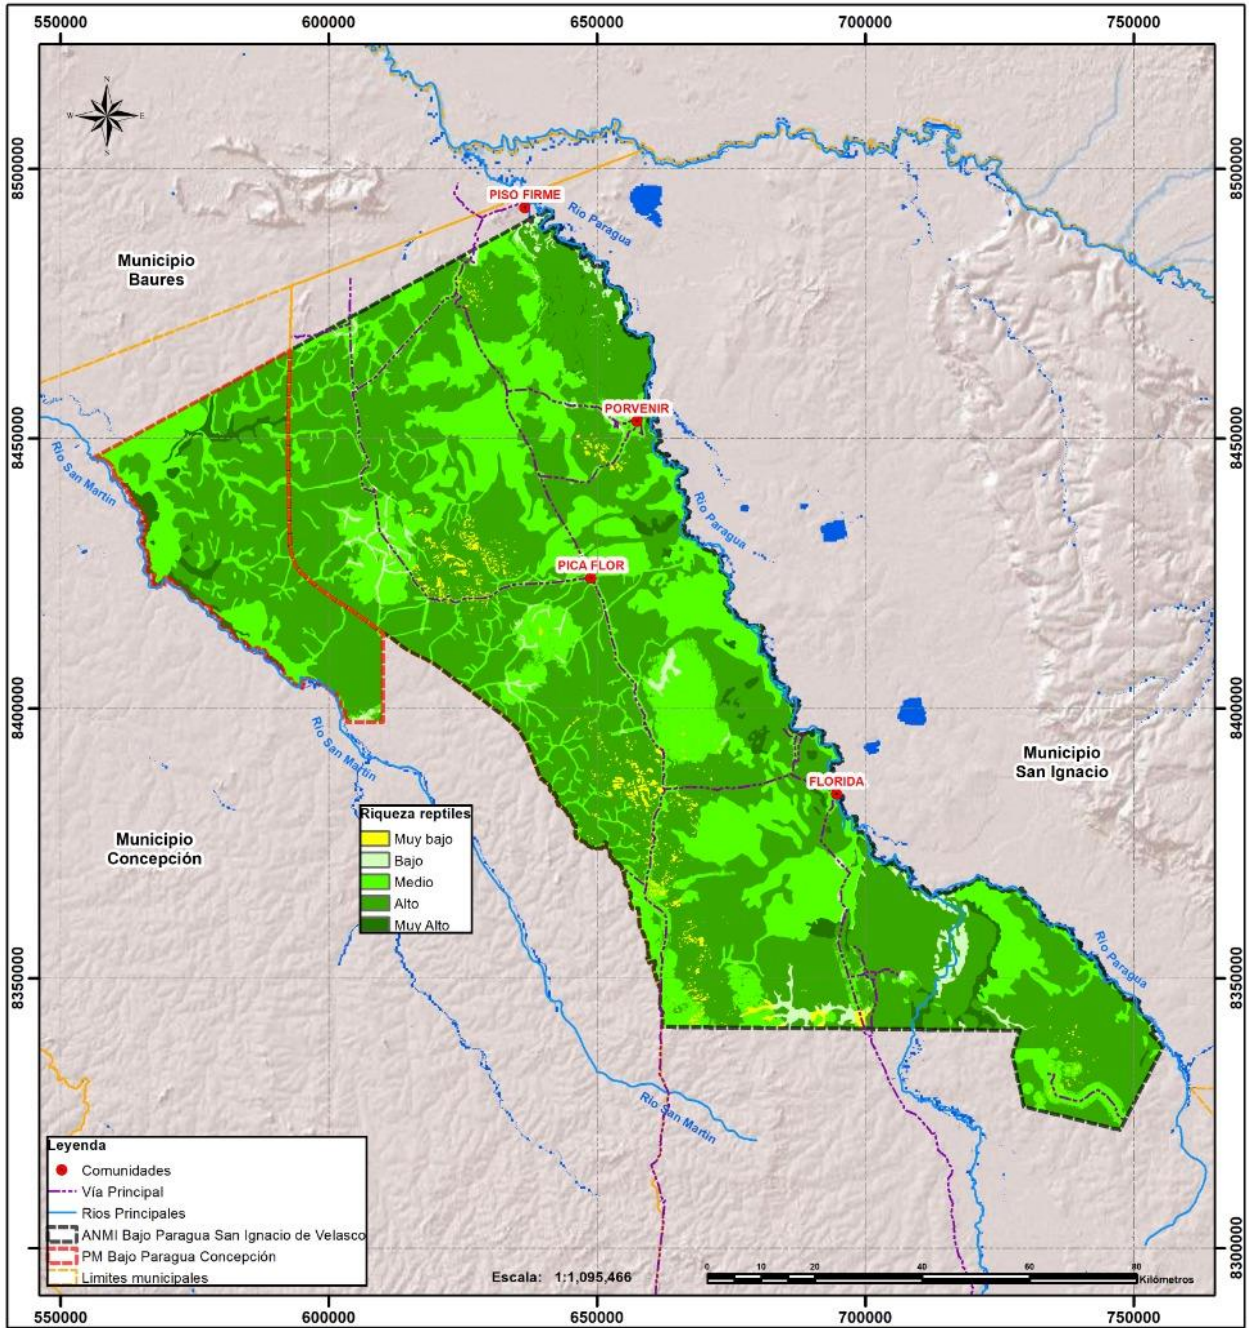 550000
600000
650000
700000
750000
N
W
E
S
8500000
8500000
PISO FIRME
Rio Paragua
Municipio
Baures
PORVENIR
8450000
8450000
Rio San Martin
Rio Paragua
PICA FLOR
8400000
8400000
Rio San Martin
Municipio
San Ignacio
FLORIDA
Municipio
Concepción
Riqueza reptiles
Muy bajo
Bajo
Medio
Alto
Muy Alto
Rio Paragua
8350000
8350000
Rio San Martin
Leyenda
Comunidades
Vía Principal
Rios Principales
ANMI Bajo Paragua San Ignacio de Velasco
PM Bajo Paragua Concepción
Limites municipales
8300000
Escala: 1:1,095,466
0 10 20 40 60 80
Kilómetros
550000
600000
650000
700000
750000